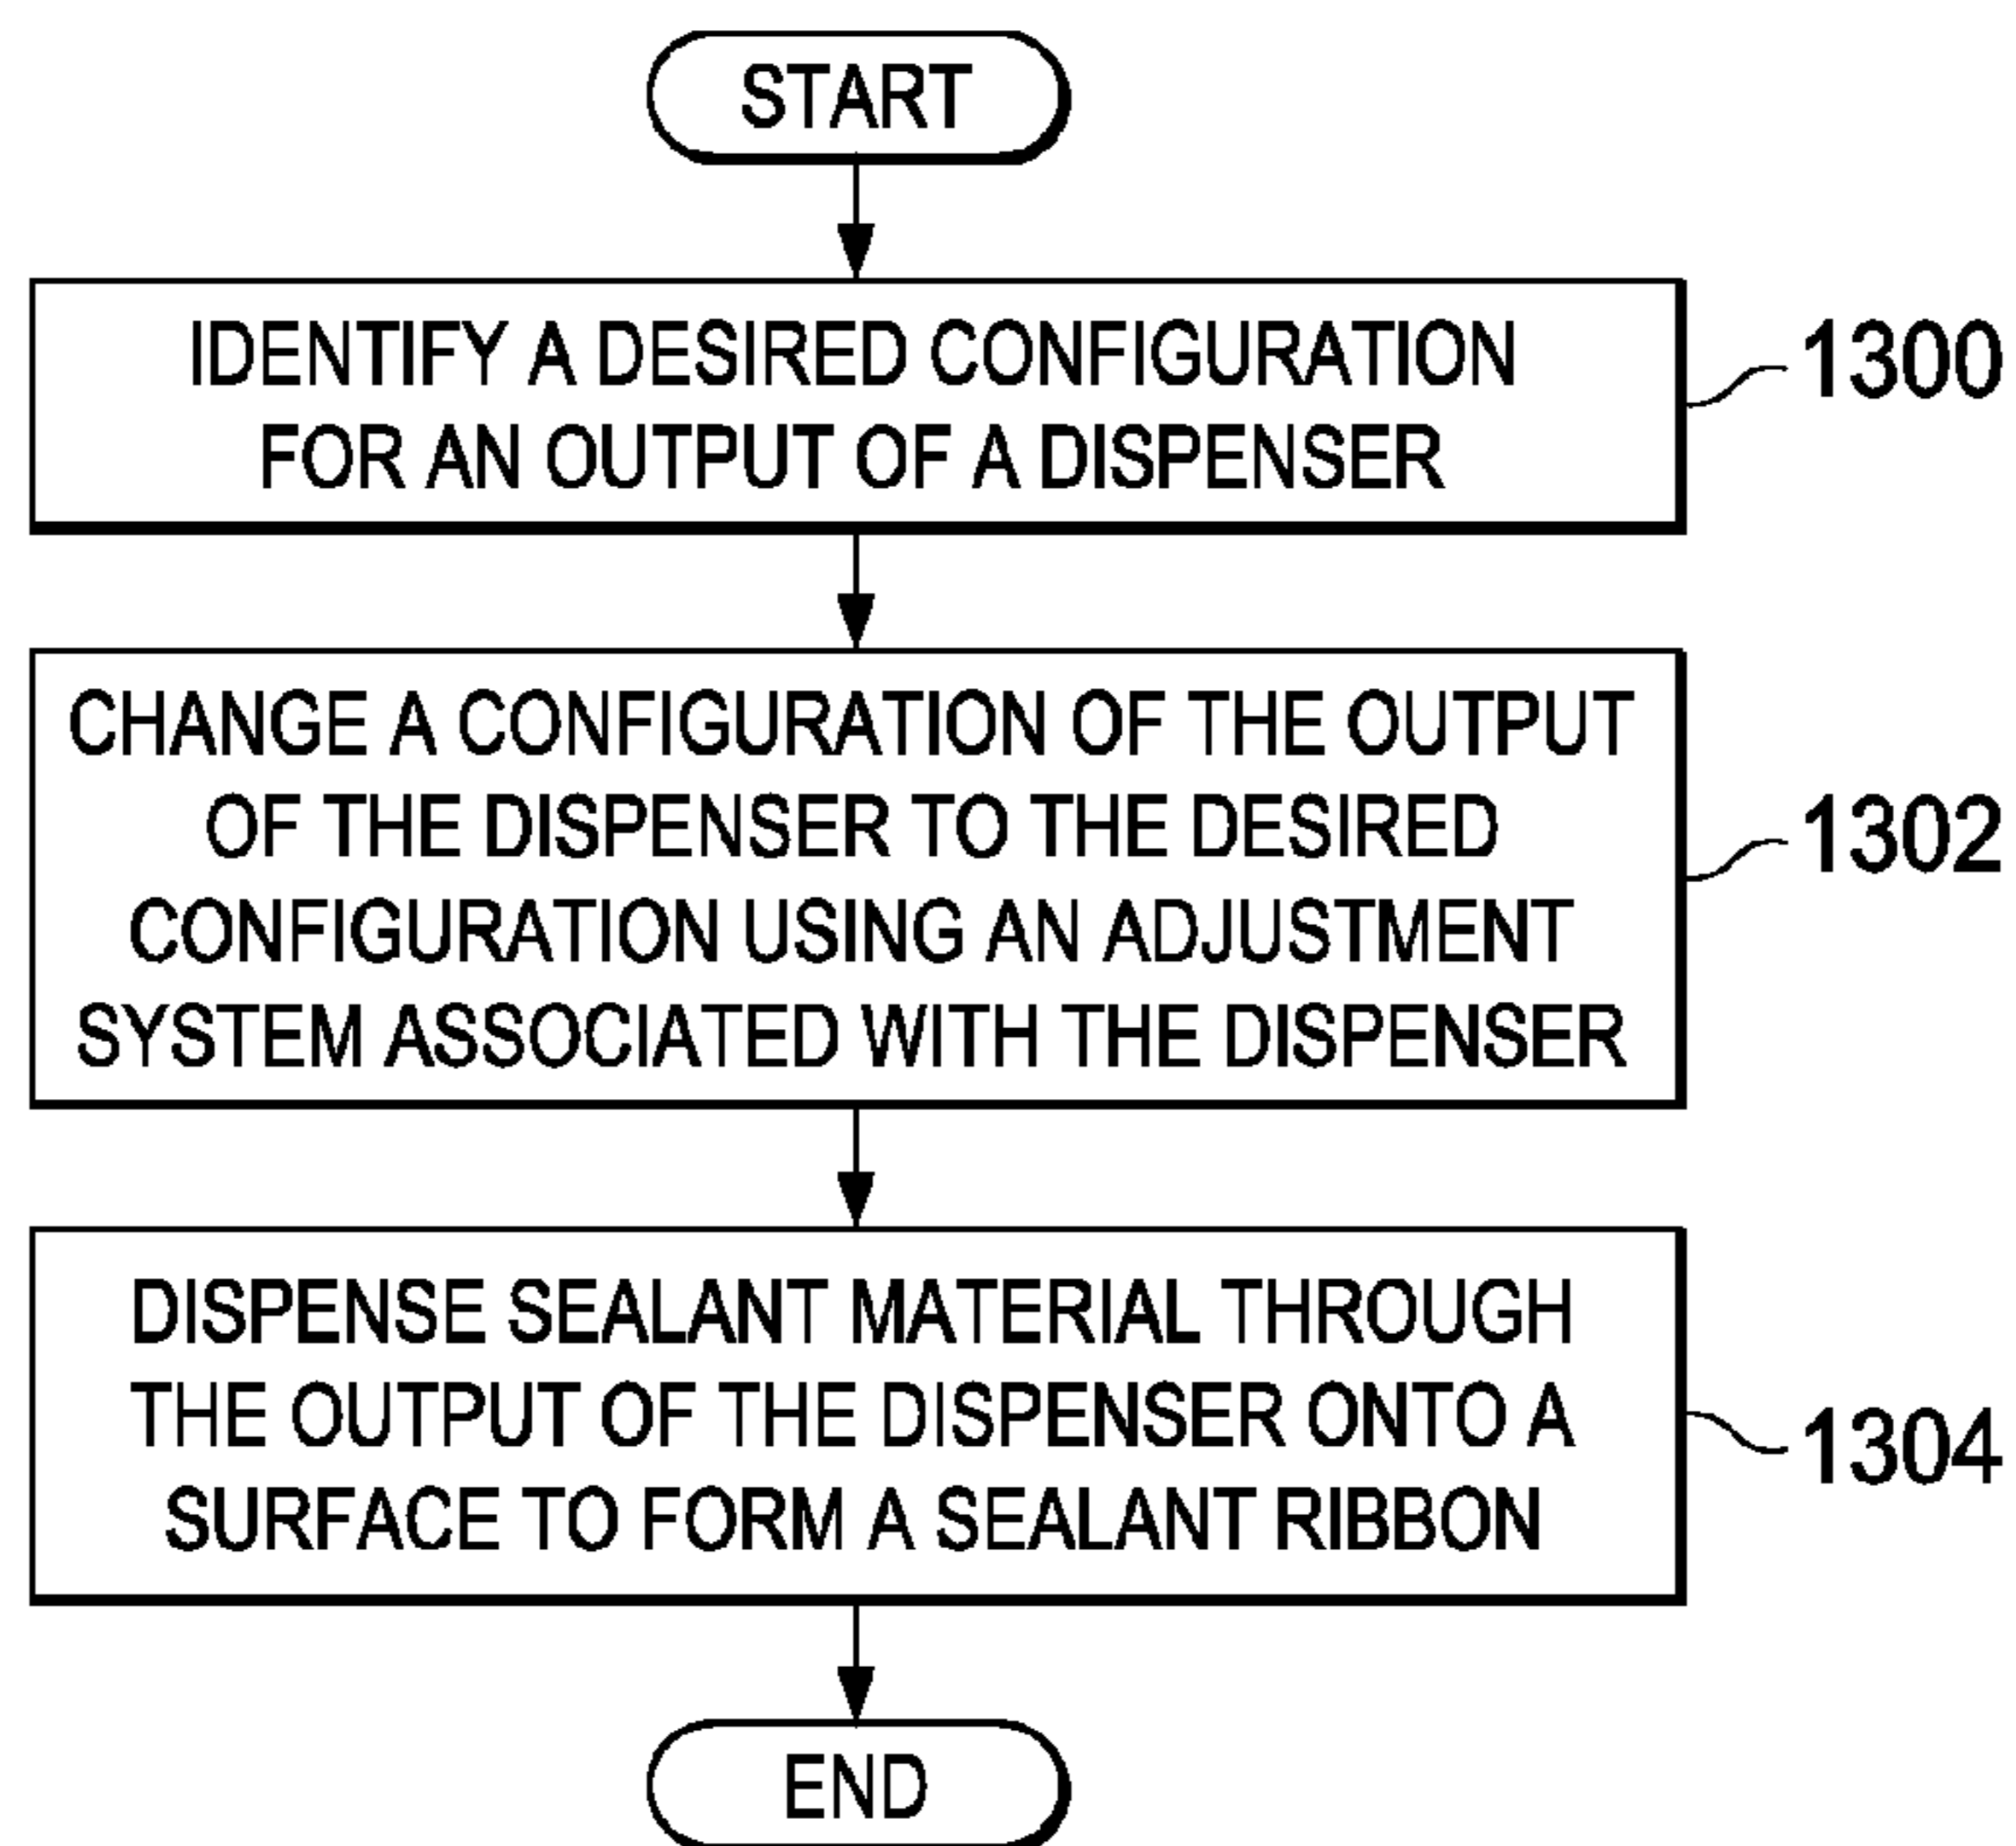 START
IDENTIFY A DESIRED CONFIGURATION
FOR AN OUTPUT OF A DISPENSER
1300
CHANGE A CONFIGURATION OF THE OUTPUT
OF THE DISPENSER TO THE DESIRED
CONFIGURATION USING AN ADJUSTMENT
SYSTEM ASSOCIATED WITH THE DISPENSER
1302
DISPENSE SEALANT MATERIAL THROUGH
THE OUTPUT OF THE DISPENSER ONTO A
SURFACE TO FORM A SEALANT RIBBON
1304
END